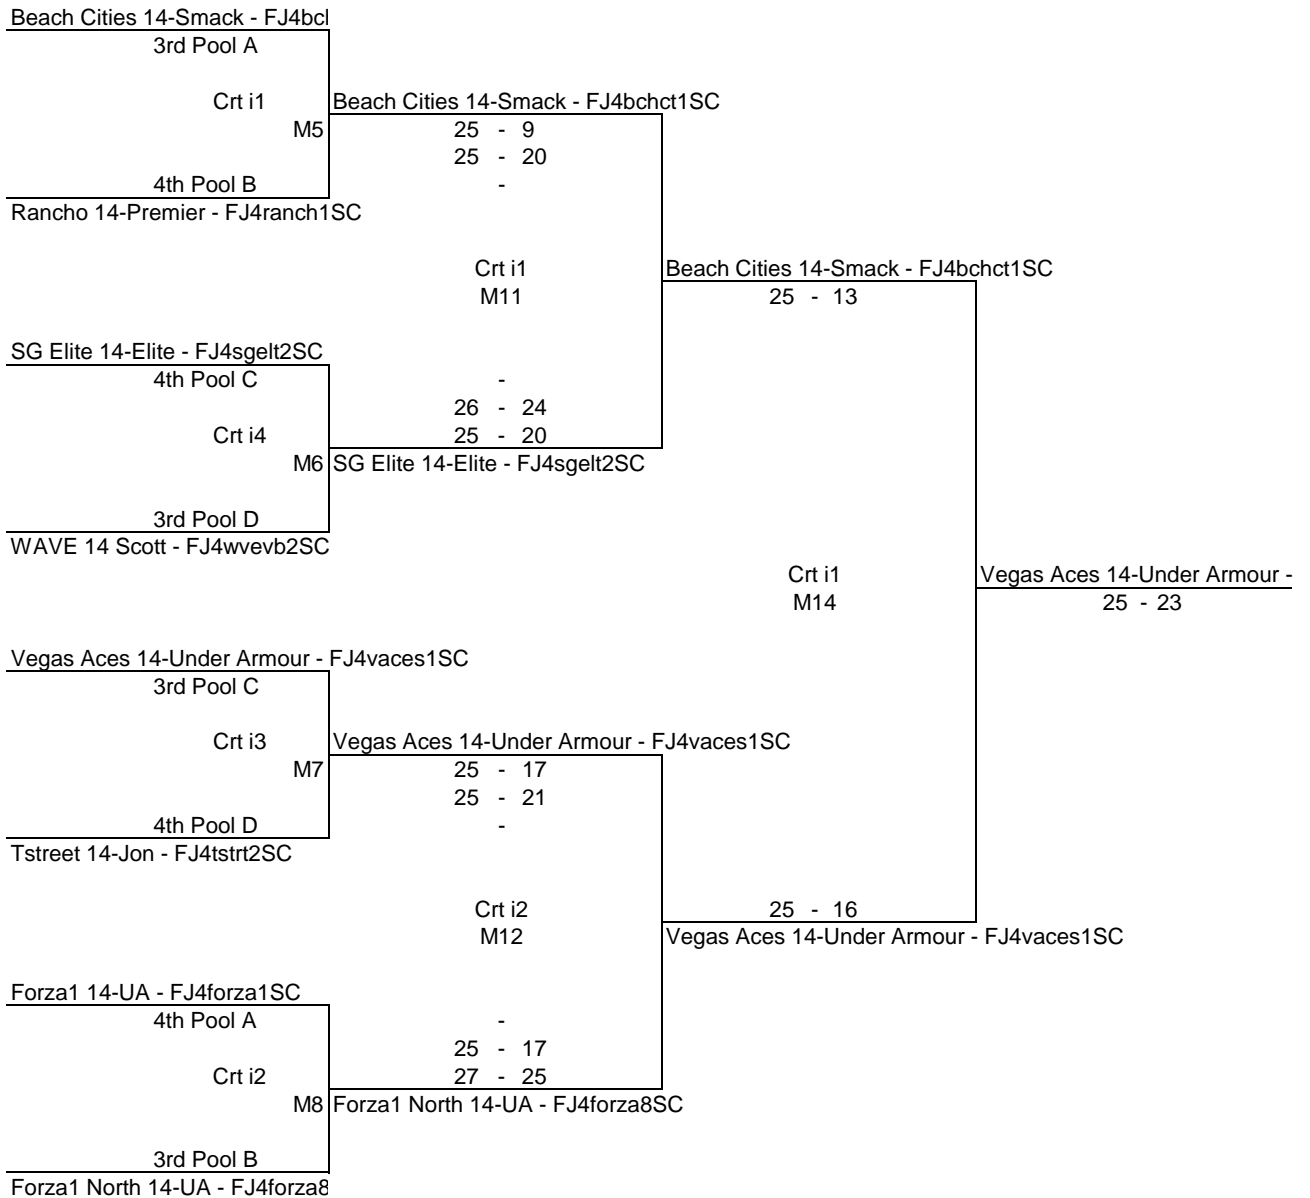 Beach Cities 14-Smack - FJ4bcl
3rd Pool A
Crt i1
Beach Cities 14-Smack - FJ4bchct1SC
M5
25 - 9
25 - 20
4th Pool B
-
Rancho 14-Premier - FJ4ranch1SC
Crt i1
Beach Cities 14-Smack - FJ4bchct1SC
M11
25 - 13
SG Elite 14-Elite - FJ4sgelt2SC
4th Pool C
-
26 - 24
Crt i4
25 - 20
M6
SG Elite 14-Elite - FJ4sgelt2SC
3rd Pool D
WAVE 14 Scott - FJ4wvevb2SC
Crt i1
Vegas Aces 14-Under Armour -
M14
25 - 23
Vegas Aces 14-Under Armour - FJ4vaces1SC
3rd Pool C
Crt i3
Vegas Aces 14-Under Armour - FJ4vaces1SC
M7
25 - 17
25 - 21
4th Pool D
-
Tstreet 14-Jon - FJ4tstrt2SC
Crt i2
25 - 16
M12
Vegas Aces 14-Under Armour - FJ4vaces1SC
Forza1 14-UA - FJ4forza1SC
4th Pool A
-
25 - 17
Crt i2
27 - 25
M8
Forza1 North 14-UA - FJ4forza8SC
3rd Pool B
Forza1 North 14-UA - FJ4forza8